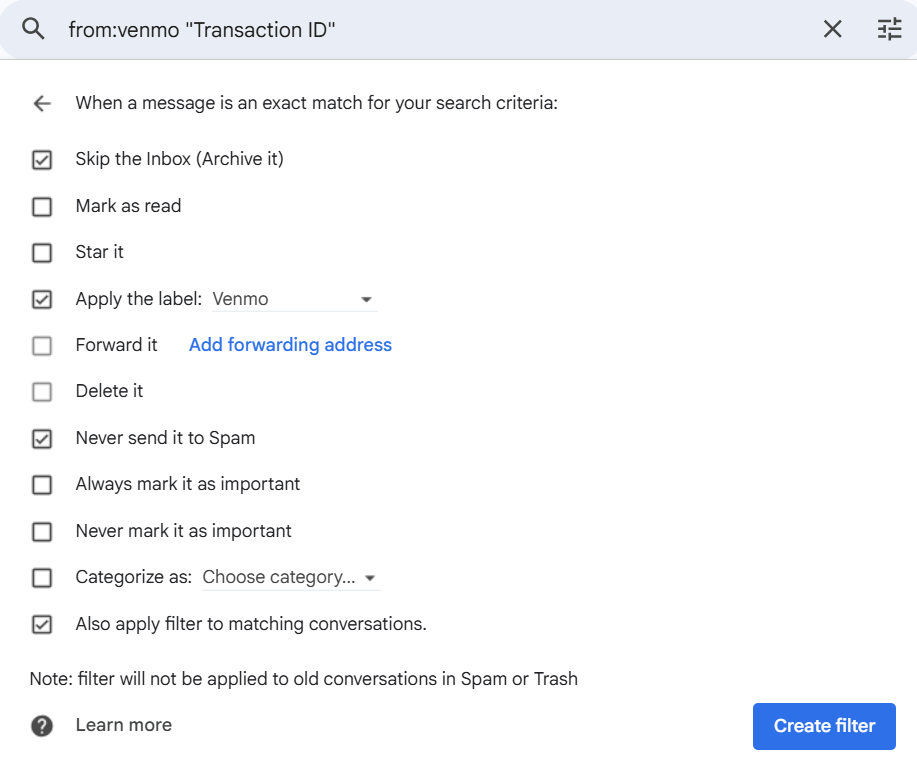 from:venmo "Transaction ID"
When a message is an exact match for your search criteria:
Skip the Inbox (Archive it)
Mark as read
Star it
Apply the label: Venmo
Forward it Add forwarding address
Delete it
Never send it to Spam
Always mark it as important
Never mark it as important
Categorize as: Choose category...
Also apply filter to matching conversations.
Note: filter will not be applied to old conversations in Spam or Trash
Learn more
Create filter